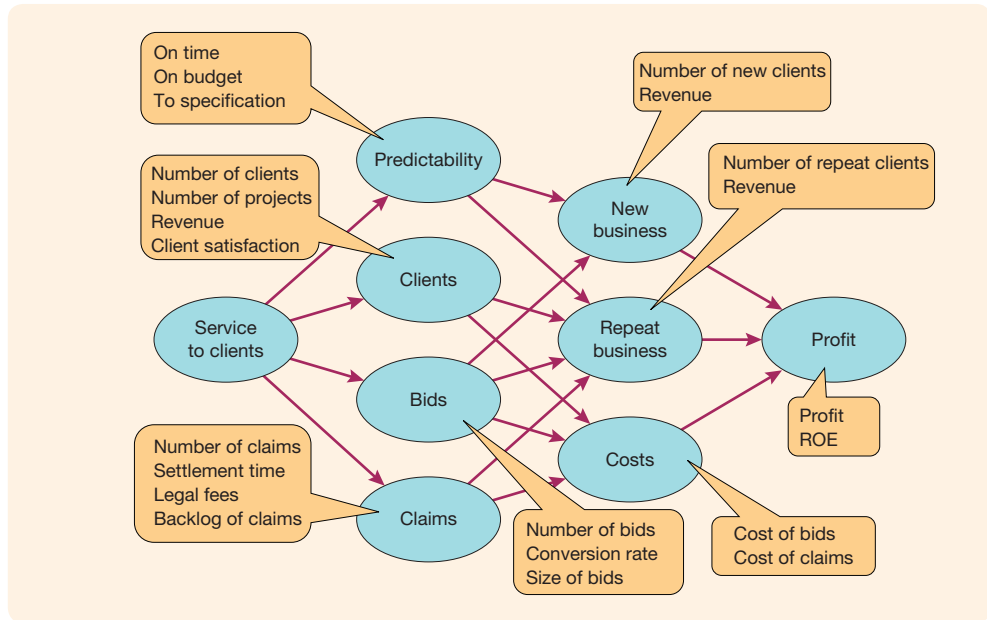 On time
On budget
To specification
Number of new clients
Revenue
Predictability
Number of clients
Number of projects
Revenue
Client satisfaction
Number of repeat clients
Revenue
New
business
Clients
Service
to clients
Repeat
business
Profit
Bids
Profit
ROE
Number of claims
Settlement time
Legal fees
Backlog of claims
Costs
Claims
Number of bids
Conversion rate
Size of bids
Cost of bids
Cost of claims